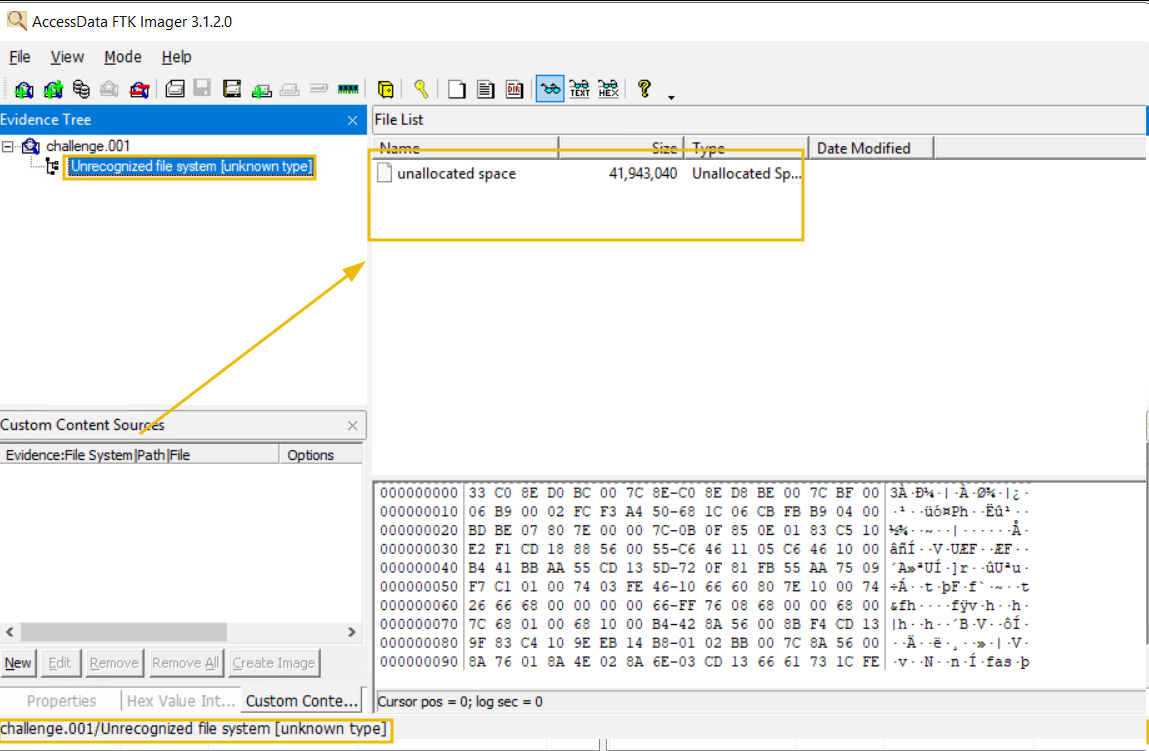 AccessData FTK Imager 3.1.2.0
File View Mode Help
Evidence Tree
challenge.001
Unrecognized file system [unknown type]
File List
Name Size Type Date Modified
unallocated space 41,943,040 Unallocated Sp...
Custom Content Sources
Evidence:File System|Path|File Options
New Edit Remove Remove All Create Image
Properties Hex Value Int... Custom Conte...
000000000 33 C0 8E D0 BC 00 7C 8E-C0 8E D8 BE 00 7C BF 00 3À·Ð¼·|·À·Ø¾·|¿·
000000010 06 B9 00 02 FC F3 A4 50-68 1C 06 CB FB B9 04 00 ·¹··üó¤Ph··Ëû¹··
000000020 BD BE 07 80 7E 00 00 7C-0B 0F 85 0E 01 83 C5 10 ½¾··~··|······Å·
000000030 E2 F1 CD 18 88 56 00 55-C6 46 11 05 C6 46 10 00 âñÍ··V·UÆF··ÆF··
000000040 B4 41 BB AA 55 CD 13 5D-72 0F 81 FB 55 AA 75 09 ´A»ªUÍ·]r··ûUªu·
000000050 F7 C1 01 00 74 03 FE 46-10 66 60 80 7E 10 00 74 ÷Á··t·þF·f`·~··t
000000060 26 66 68 00 00 00 00 66-FF 76 08 68 00 00 68 00 &fh····fÿv·h··h·
000000070 7C 68 01 00 68 10 00 B4-42 8A 56 00 8B F4 CD 13 |h··h··´B·V··ôÍ·
000000080 9F 83 C4 10 9E EB 14 B8-01 02 BB 00 7C 8A 56 00 ··Ä··ë·¸··»·|·V·
000000090 8A 76 01 8A 4E 02 8A 6E-03 CD 13 66 61 73 1C FE ·v··N··n·Í·fas·þ
Cursor pos = 0; log sec = 0
challenge.001/Unrecognized file system [unknown type]